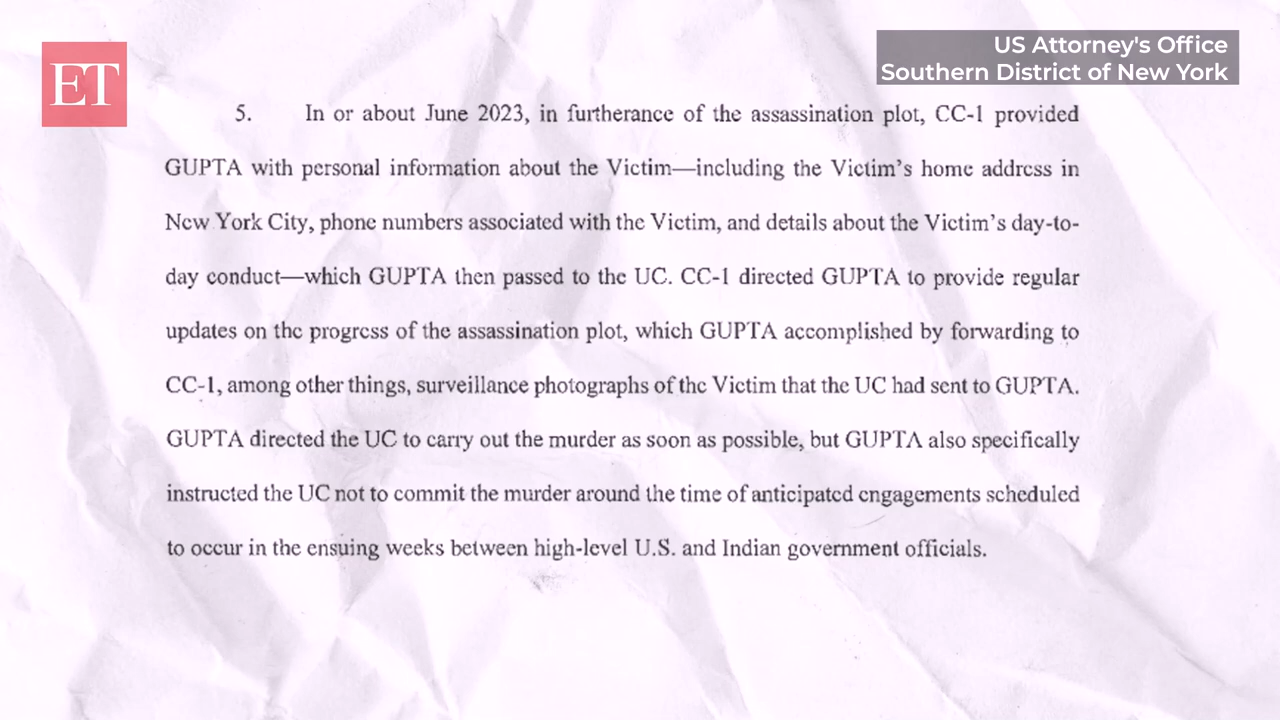 ET
US Attorney's Office
Southern District of New York
5. In or about June 2023, in furtherance of the assassination plot, CC-1 provided
GUPTA with personal information about the Victim—including the Victim's home address in
New York City, phone numbers associated with the Victim, and details about the Victim's day-to-
day conduct—which GUPTA then passed to the UC. CC-1 directed GUPTA to provide regular
updates on the progress of the assassination plot, which GUPTA accomplished by forwarding to
CC-1, among other things, surveillance photographs of the Victim that the UC had sent to GUPTA.
GUPTA directed the UC to carry out the murder as soon as possible, but GUPTA also specifically
instructed the UC not to commit the murder around the time of anticipated engagements scheduled
to occur in the ensuing weeks between high-level U.S. and Indian government officials.